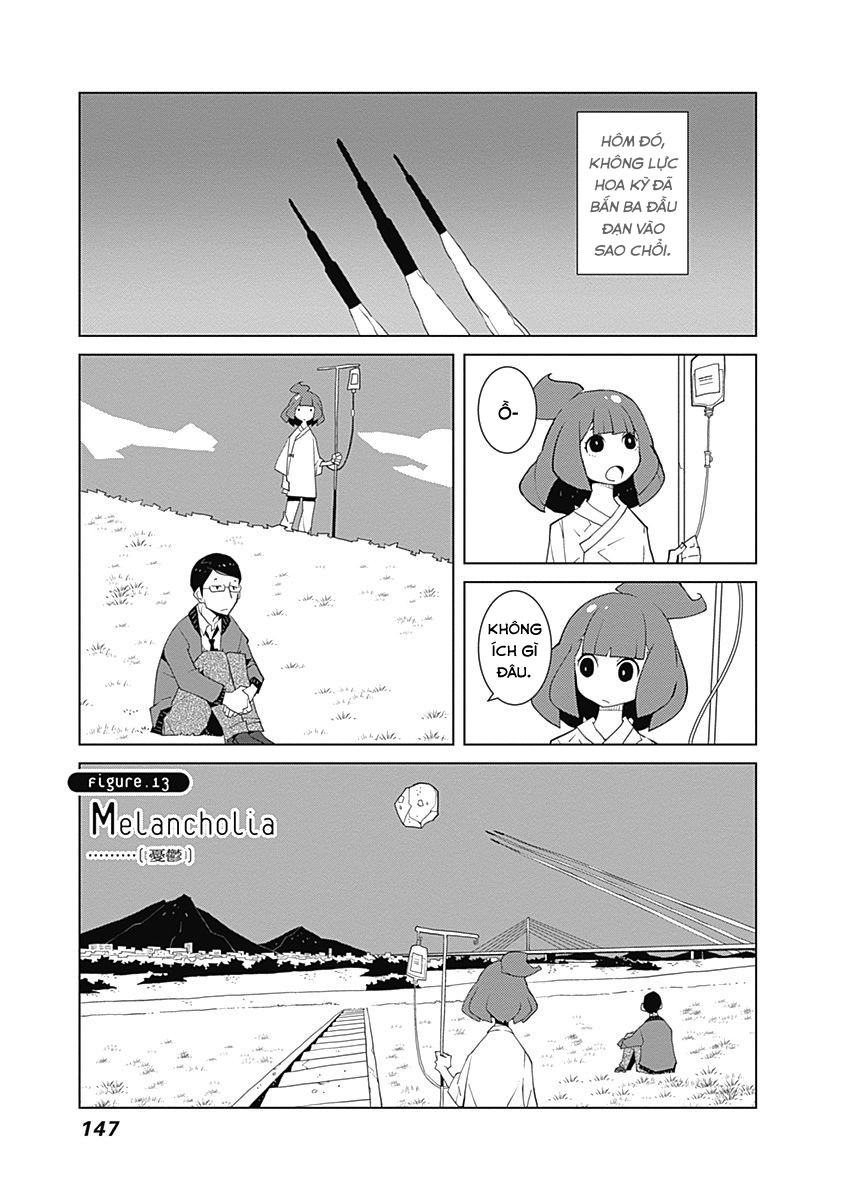 HÔM ĐÓ,
KHÔNG LỰC
HOA KỲ ĐÃ
BẮN BA ĐẦU
ĐẠN VÀO
SAO CHỔI.
Ồ-
KHÔNG
ÍCH GÌ
ĐÂU.
Figure.13
Melancholia
………(憂鬱)
147